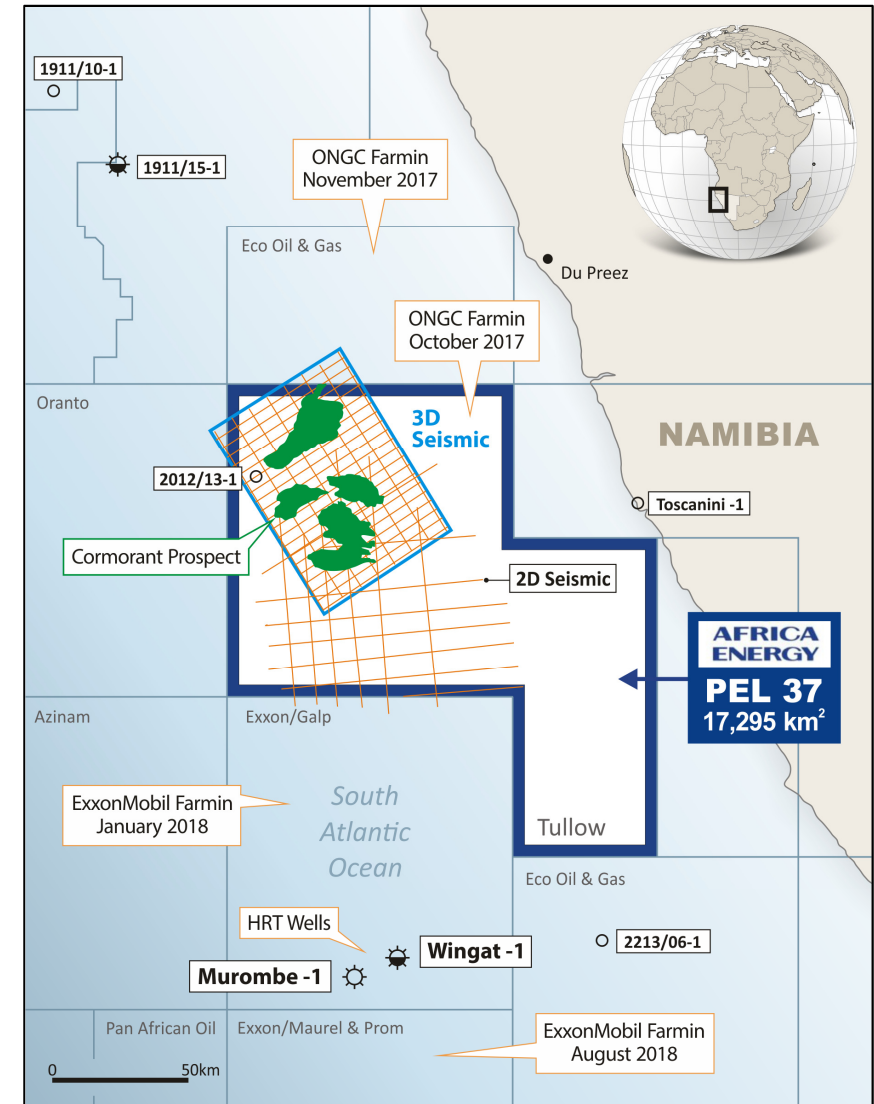 1911/10-1
1911/15-1
ONGC Farmin
November 2017
Eco Oil & Gas
Du Preez
ONGC Farmin
October 2017
Oranto
3D
Seismic
NAMIBIA
2012/13-1
Toscanini -1
Cormorant Prospect
2D Seismic
AFRICA
ENERGY
PEL 37
17,295 km²
Azinam
Exxon/Galp
ExxonMobil Farmin
January 2018
South
Atlantic
Ocean
Tullow
Eco Oil & Gas
HRT Wells
Wingat -1
2213/06-1
Murombe -1
Pan African Oil
Exxon/Maurel & Prom
ExxonMobil Farmin
August 2018
0 50km